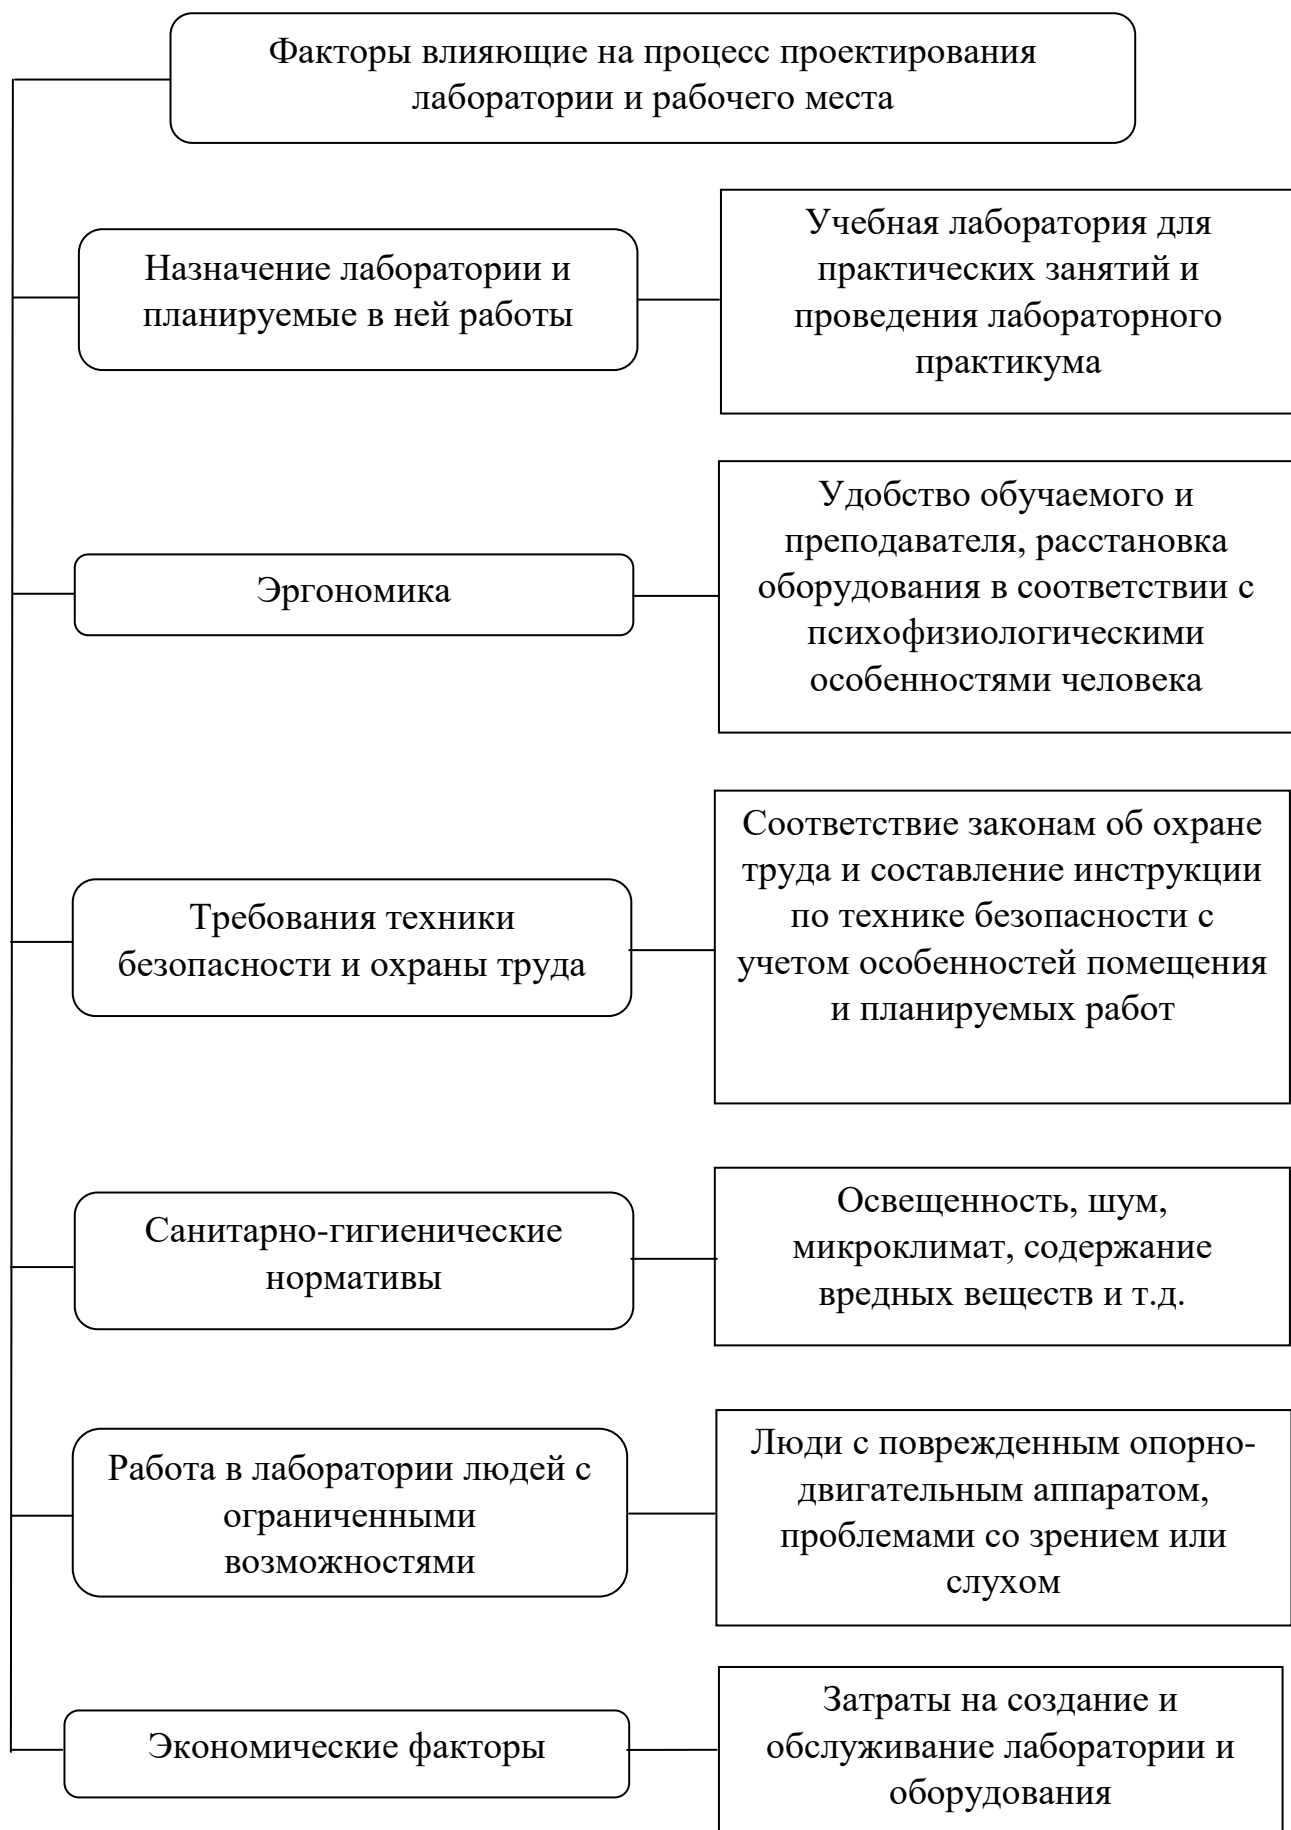 Факторы влияющие на процесс проектирования
лаборатории и рабочего места
Назначение лаборатории и
планируемые в ней работы
Учебная лаборатория для
практических занятий и
проведения лабораторного
практикума
Эргономика
Удобство обучаемого и
преподавателя, расстановка
оборудования в соответствии с
психофизиологическими
особенностями человека
Требования техники
безопасности и охраны труда
Соответствие законам об охране
труда и составление инструкции
по технике безопасности с
учетом особенностей помещения
и планируемых работ
Санитарно-гигиенические
нормативы
Освещенность, шум,
микроклимат, содержание
вредных веществ и т.д.
Работа в лаборатории людей с
ограниченными
возможностями
Люди с поврежденным опорно-
двигательным аппаратом,
проблемами со зрением или
слухом
Экономические факторы
Затраты на создание и
обслуживание лаборатории и
оборудования